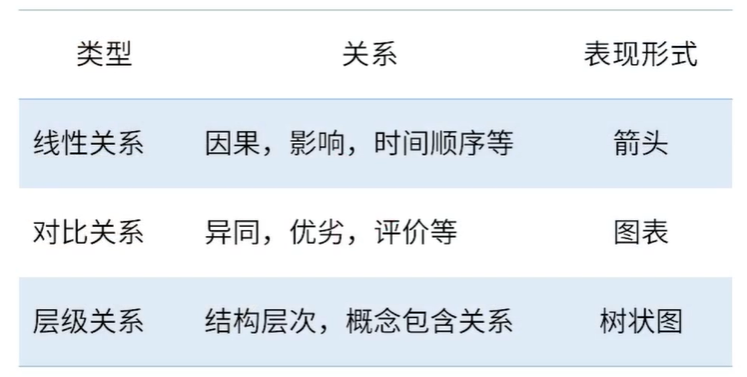 类型 关系 表现形式
线性关系 因果，影响，时间顺序等 箭头
对比关系 异同，优劣，评价等 图表
层级关系 结构层次，概念包含关系 树状图